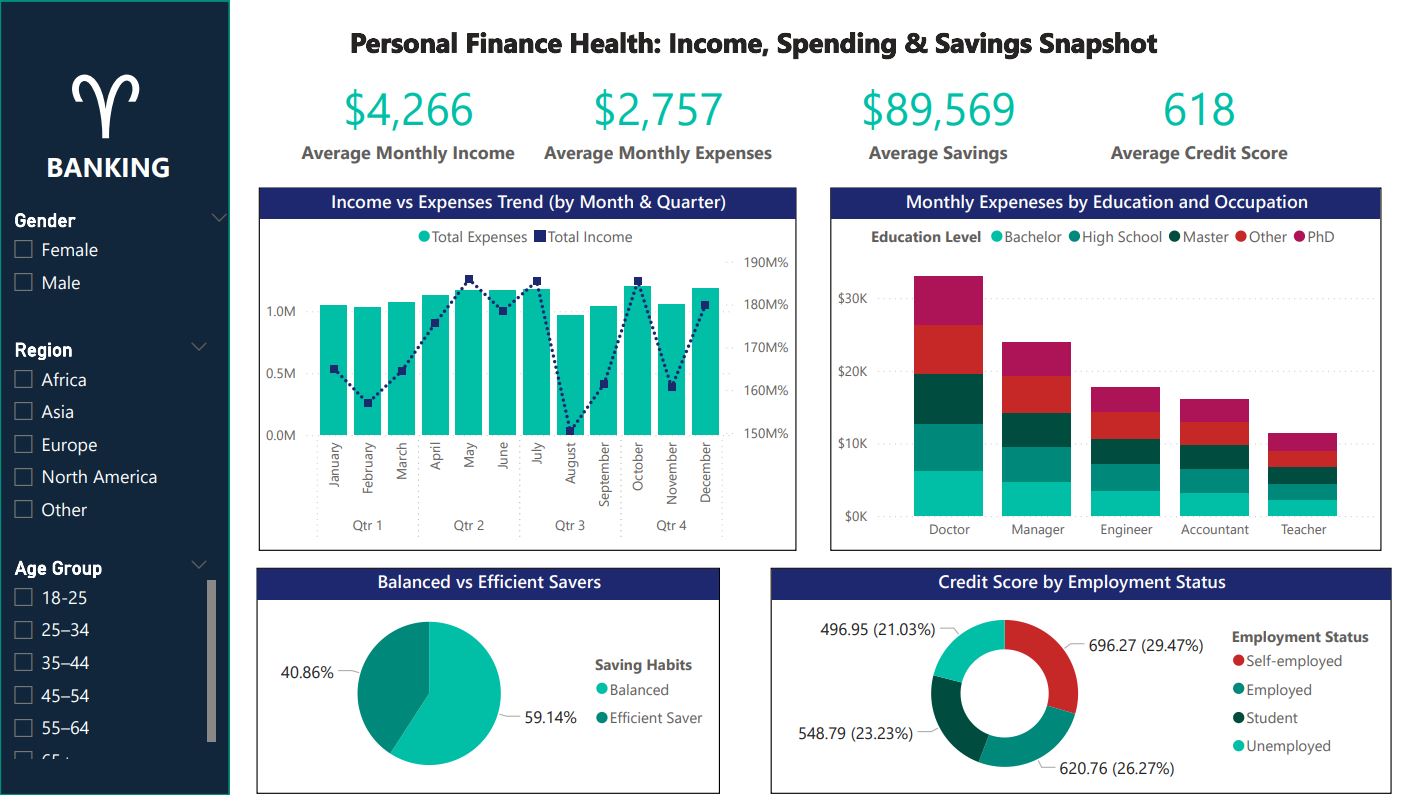 BANKING
Gender
Female
Male
Region
Africa
Asia
Europe
North America
Other
Age Group
18-25
25–34
35–44
45–54
55–64
Personal Finance Health: Income, Spending & Savings Snapshot
$4,266
Average Monthly Income
$2,757
Average Monthly Expenses
$89,569
Average Savings
618
Average Credit Score
Income vs Expenses Trend (by Month & Quarter)
Total Expenses Total Income
190M%
180M%
170M%
160M%
150M%
1.0M
0.5M
0.0M
January
February
March
April
May
June
July
August
September
October
November
December
Qtr 1
Qtr 2
Qtr 3
Qtr 4
Monthly Expeneses by Education and Occupation
Education Level Bachelor High School Master Other PhD
$30K
$20K
$10K
$0K
Doctor
Manager
Engineer
Accountant
Teacher
Balanced vs Efficient Savers
40.86%
59.14%
Saving Habits
Balanced
Efficient Saver
Credit Score by Employment Status
496.95 (21.03%)
696.27 (29.47%)
548.79 (23.23%)
620.76 (26.27%)
Employment Status
Self-employed
Employed
Student
Unemployed